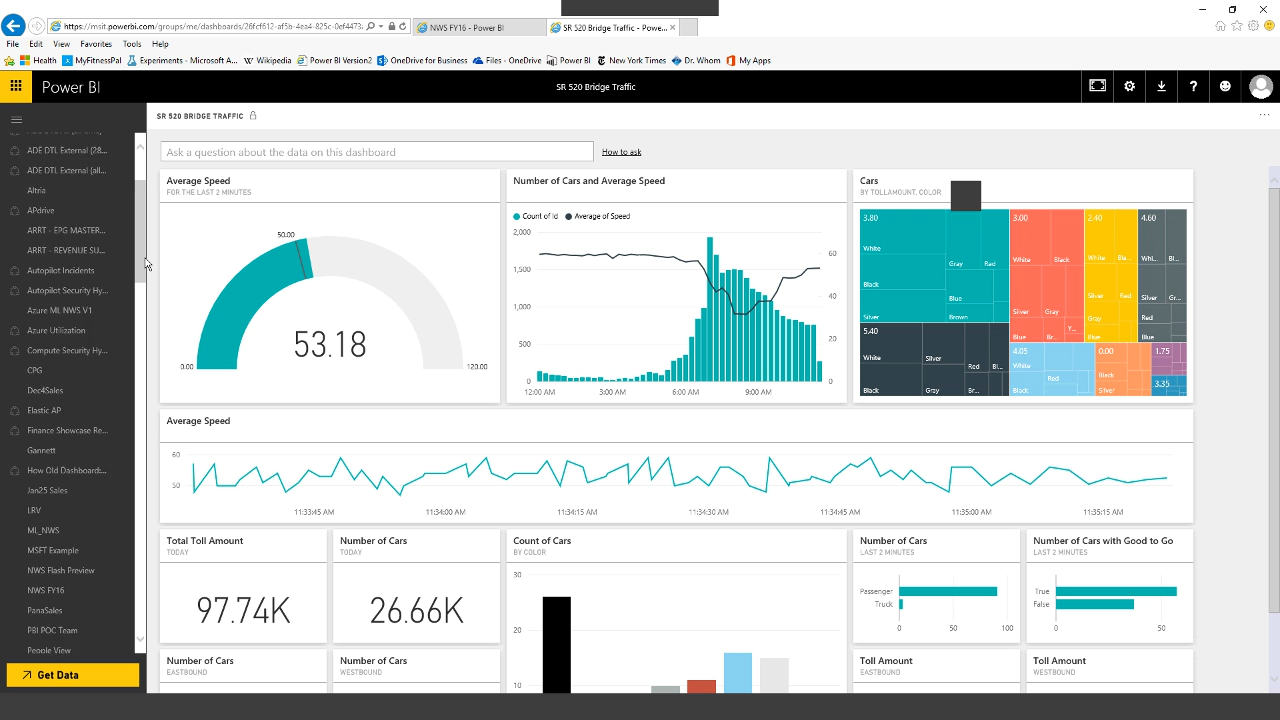 https://msit.powerbi.com/groups/me/dashboards/26fcf612-af5b-4ea4-825c-0ef4473
NWS FY16 - Power BI
SR 520 Bridge Traffic - Powe...
File Edit View Favorites Tools Help
Health MyFitnessPal Experiments - Microsoft A... Wikipedia Power BI Version2 OneDrive for Business Files - OneDrive Power BI New York Times Dr. Whom My Apps
Power BI
SR 520 Bridge Traffic
SR 520 BRIDGE TRAFFIC
Ask a question about the data on this dashboard
How to ask
ADE DTL External (28...
ADE DTL External (all...
Altria
APdrive
ARRT - EPG MASTER...
ARRT - REVENUE SU...
Autopilot Incidents
Autopilot Security Hy...
Azure ML NWS V1
Azure Utilization
Compute Security Hy...
CPG
Dec4Sales
Elastic AP
Finance Showcase Re...
Gannett
How Old Dashboard:...
Jan25 Sales
LRV
ML_NWS
MSFT Example
NWS Flash Preview
NWS FY16
PanaSales
PBI POC Team
People View
Get Data
Average Speed
FOR THE LAST 2 MINUTES
50.00
53.18
0.00
120.00
Number of Cars and Average Speed
Count of Id Average of Speed
2,000
1,500
1,000
500
0
60
40
20
0
12:00 AM 3:00 AM 6:00 AM 9:00 AM
Cars
BY TOLLAMOUNT, COLOR
3.80
White
Gray Red
Black
Blue
Silver
Brown
5.40
White
Silver
Red Bl...
Black
Gray
Br...
3.00
White Black
Silver Gray
Y...
Blue Br...
2.40
White Bla...
Silver Red
Gray
Blue
4.60
Whi... Bl...
Silver Gr...
Red
Blue
4.05
White
Red
Black Bl...
0.00
Black
Silver
1.75
3.35
Average Speed
60
50
11:33:45 AM 11:34:00 AM 11:34:15 AM 11:34:30 AM 11:34:45 AM 11:35:00 AM 11:35:15 AM
Total Toll Amount
TODAY
97.74K
Number of Cars
TODAY
26.66K
Count of Cars
BY COLOR
30
20
10
Number of Cars
LAST 2 MINUTES
Passenger
Truck
0 50 100
Number of Cars with Good to Go
LAST 2 MINUTES
True
False
0 50
Number of Cars
EASTBOUND
Number of Cars
WESTBOUND
Toll Amount
EASTBOUND
Toll Amount
WESTBOUND